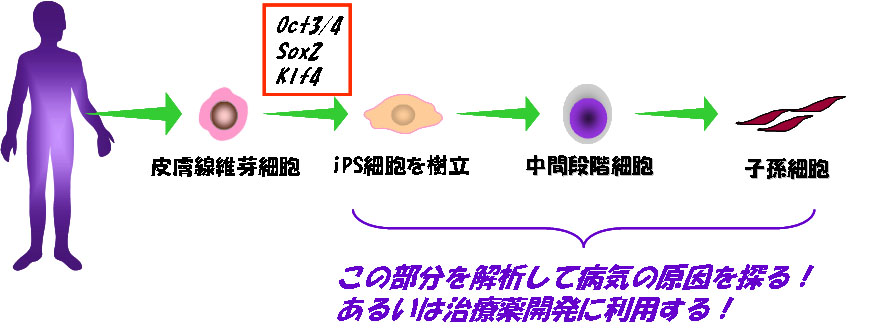 Oct3/4
Sox2
Klf4
皮膚線維芽細胞
iPS細胞を樹立
中間段階細胞
子孫細胞
この部分を解析して病気の原因を探る！
あるいは治療薬開発に利用する！